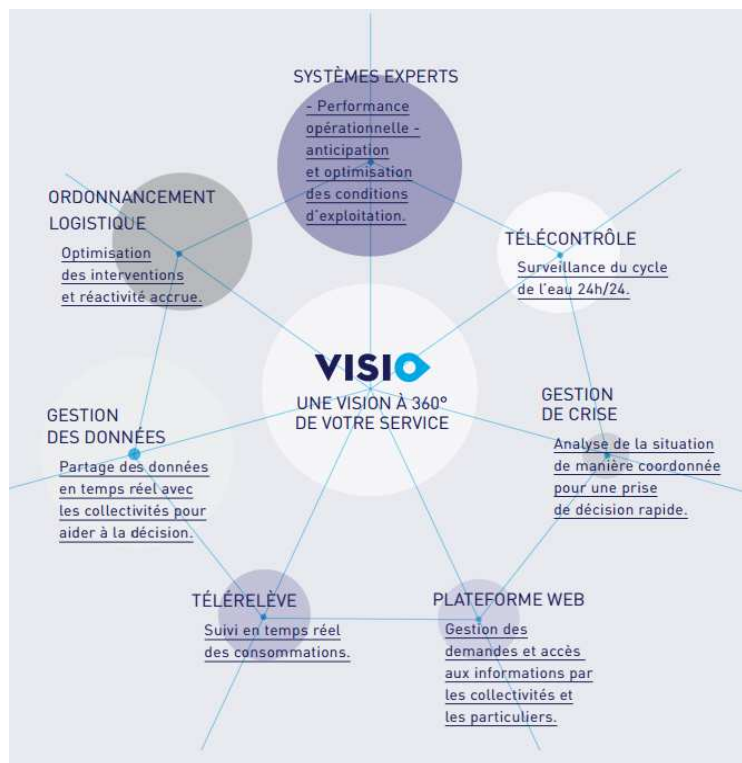 SYSTÈMES EXPERTS
- Performance
opérationnelle -
anticipation
et optimisation
des conditions
d'exploitation.
ORDONNANCEMENT
LOGISTIQUE
Optimisation
des interventions
et réactivité accrue.
TÉLÉCONTRÔLE
Surveillance du cycle
de l'eau 24h/24.
VISIO
UNE VISION À 360°
DE VOTRE SERVICE
GESTION
DES DONNÉES
Partage des données
en temps réel avec
les collectivités pour
aider à la décision.
GESTION
DE CRISE
Analyse de la situation
de manière coordonnée
pour une prise
de décision rapide.
TÉLÉRELÈVE
Suivi en temps réel
des consommations.
PLATEFORME WEB
Gestion des
demandes et accès
aux informations par
les collectivités et
les particuliers.